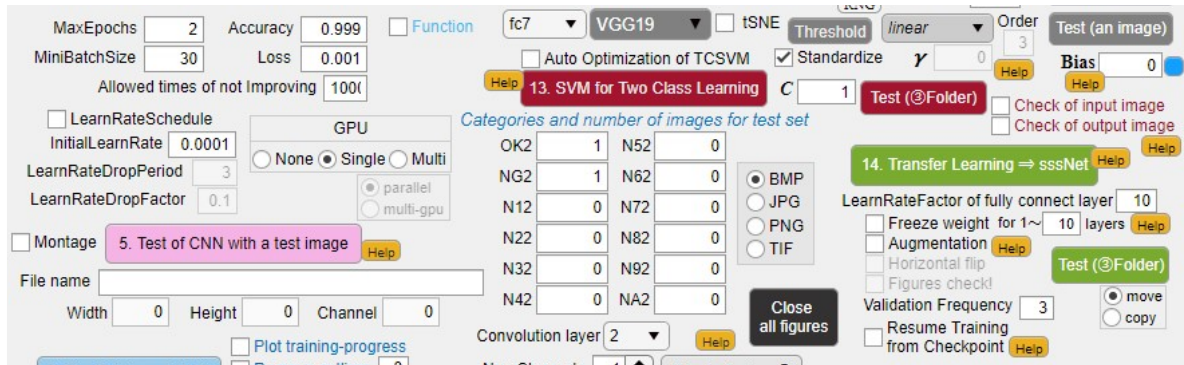 MaxEpochs 2 Accuracy 0.999 Function
MiniBatchSize 30 Loss 0.001
Allowed times of not Improving 100(
LearnRateSchedule
InitialLearnRate 0.0001
LearnRateDropPeriod 3
LearnRateDropFactor 0.1
GPU
None Single Multi
parallel
multi-gpu
Montage 5. Test of CNN with a test image Help
File name
Width 0 Height 0 Channel 0
Plot training-progress
fc7 VGG19 tSNE Threshold linear Order Test (an image)
3
Auto Optimization of TCSVM Standardize γ 0 Help Bias 0
Help 13. SVM for Two Class Learning C 1 Test (③Folder) Help
Check of input image
Check of output image
Categories and number of images for test set
OK2 1 N52 0
NG2 1 N62 0
N12 0 N72 0
N22 0 N82 0
N32 0 N92 0
N42 0 NA2 0
BMP
JPG
PNG
TIF
Close
all figures
Convolution layer 2 Help
14. Transfer Learning ⇒ sssNet Help Help
LearnRateFactor of fully connect layer 10
Freeze weight for 1~ 10 layers Help
Augmentation Help
Horizontal flip
Figures check!
Test (③Folder)
Validation Frequency 3
move
copy
Resume Training
from Checkpoint Help